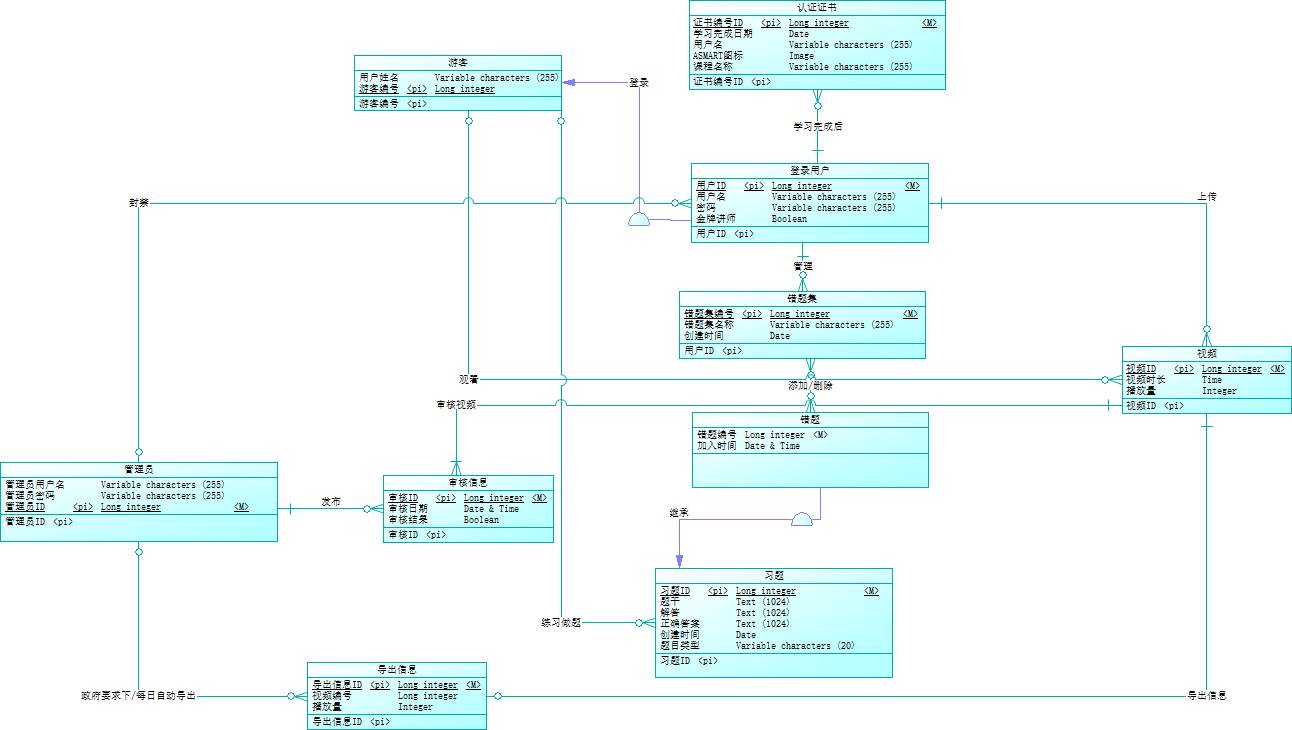 认证证书
证书编号ID <pi> Long integer <M>
学习完成日期 Date
用户名 Variable characters (255)
ASMART图标 Image
课程名称 Variable characters (255)
证书编号ID <pi>
游客
用户姓名 Variable characters (255)
游客编号 <pi> Long integer
游客编号 <pi>
登录
学习完成后
登录用户
用户ID <pi> Long integer <M>
用户名 Variable characters (255)
密码 Variable characters (255)
金牌讲师 Boolean
用户ID <pi>
封禁
上传
管理
错题集
错题集编号 <pi> Long integer <M>
错题集名称 Variable characters (255)
创建时间 Date
用户ID <pi>
视频
视频ID <pi> Long integer <M>
视频时长 Time
播放量 Integer
视频ID <pi>
观看
添加/删除
审核视频
错题
错题编号 Long integer <M>
加入时间 Date & Time
管理员
管理员用户名 Variable characters (255)
管理员密码 Variable characters (255)
管理员ID <pi> Long integer <M>
管理员ID <pi>
发布
审核信息
审核ID <pi> Long integer <M>
审核日期 Date & Time
审核结果 Boolean
审核ID <pi>
继承
习题
习题ID <pi> Long integer <M>
题干 Text (1024)
解答 Text (1024)
正确答案 Text (1024)
创建时间 Date
题目类型 Variable characters (20)
习题ID <pi>
练习做题
导出信息
导出信息ID <pi> Long integer <M>
视频编号 Long integer
播放量 Integer
导出信息ID <pi>
政府要求下/每日自动导出
导出信息